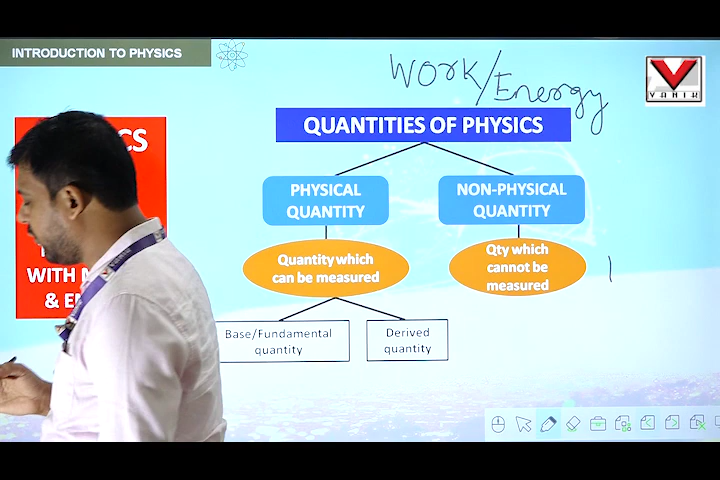 INTRODUCTION TO PHYSICS
Work/Energy
VAHIR
QUANTITIES OF PHYSICS
CS
PHYSICAL
QUANTITY
NON-PHYSICAL
QUANTITY
Quantity which
can be measured
Qty which
cannot be
measured
WITH M
& E
Base/Fundamental
quantity
Derived
quantity